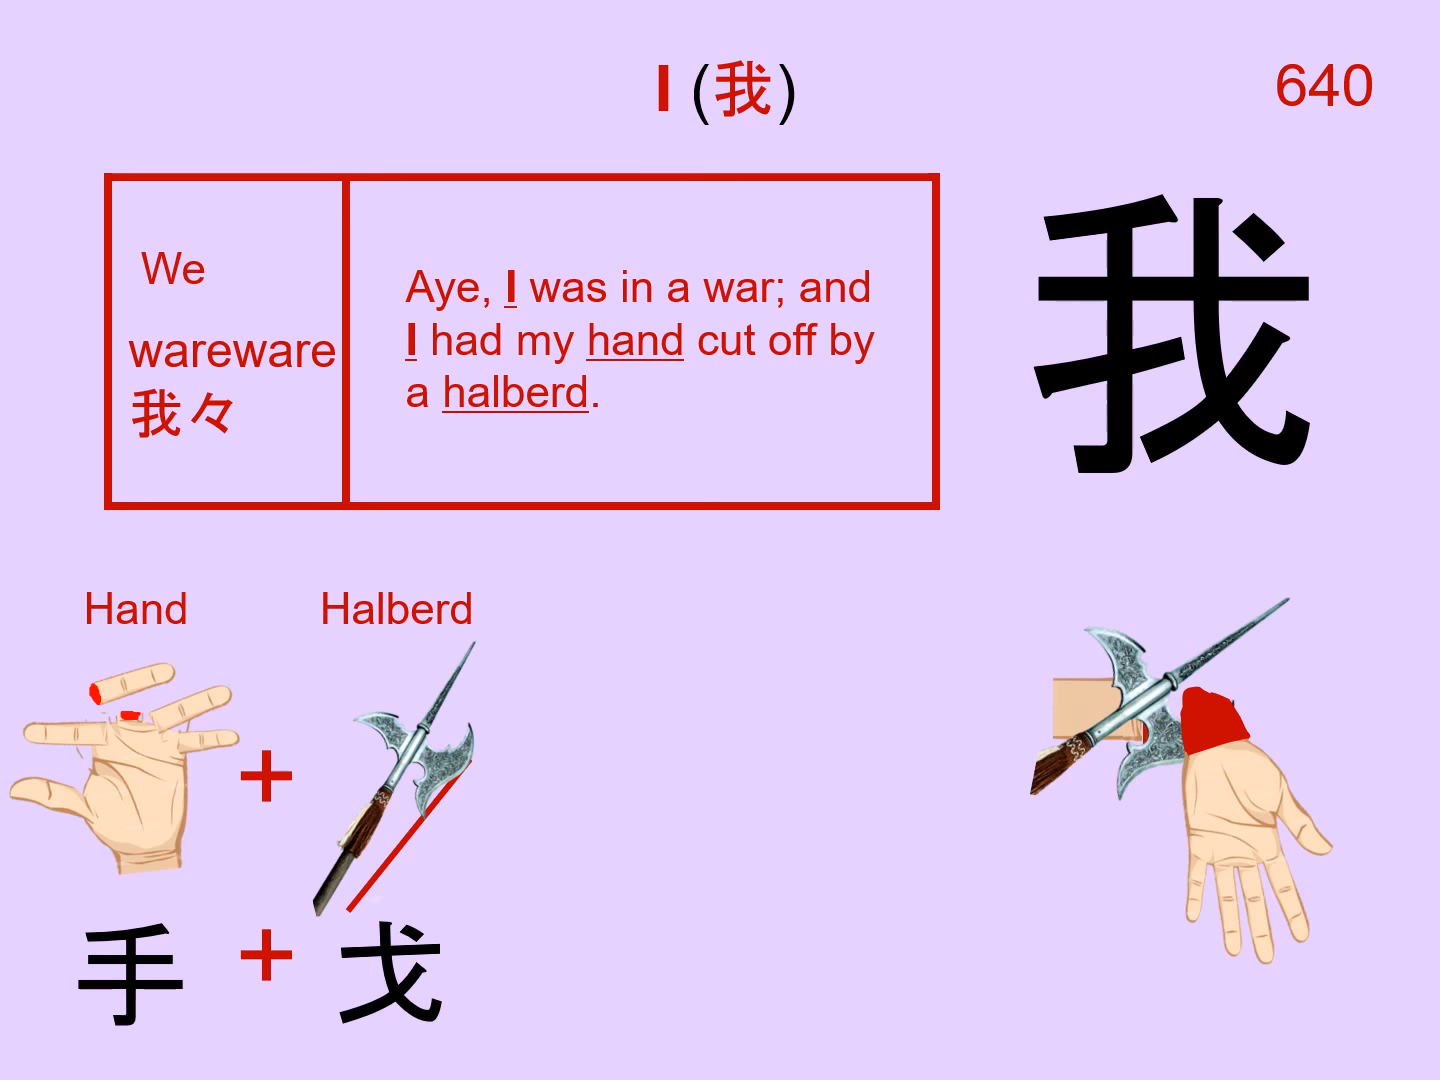 I (我)
640
We
wareware
我々
Aye, I was in a war; and
I had my hand cut off by
a halberd.
我
Hand
Halberd
+
手 + 戈